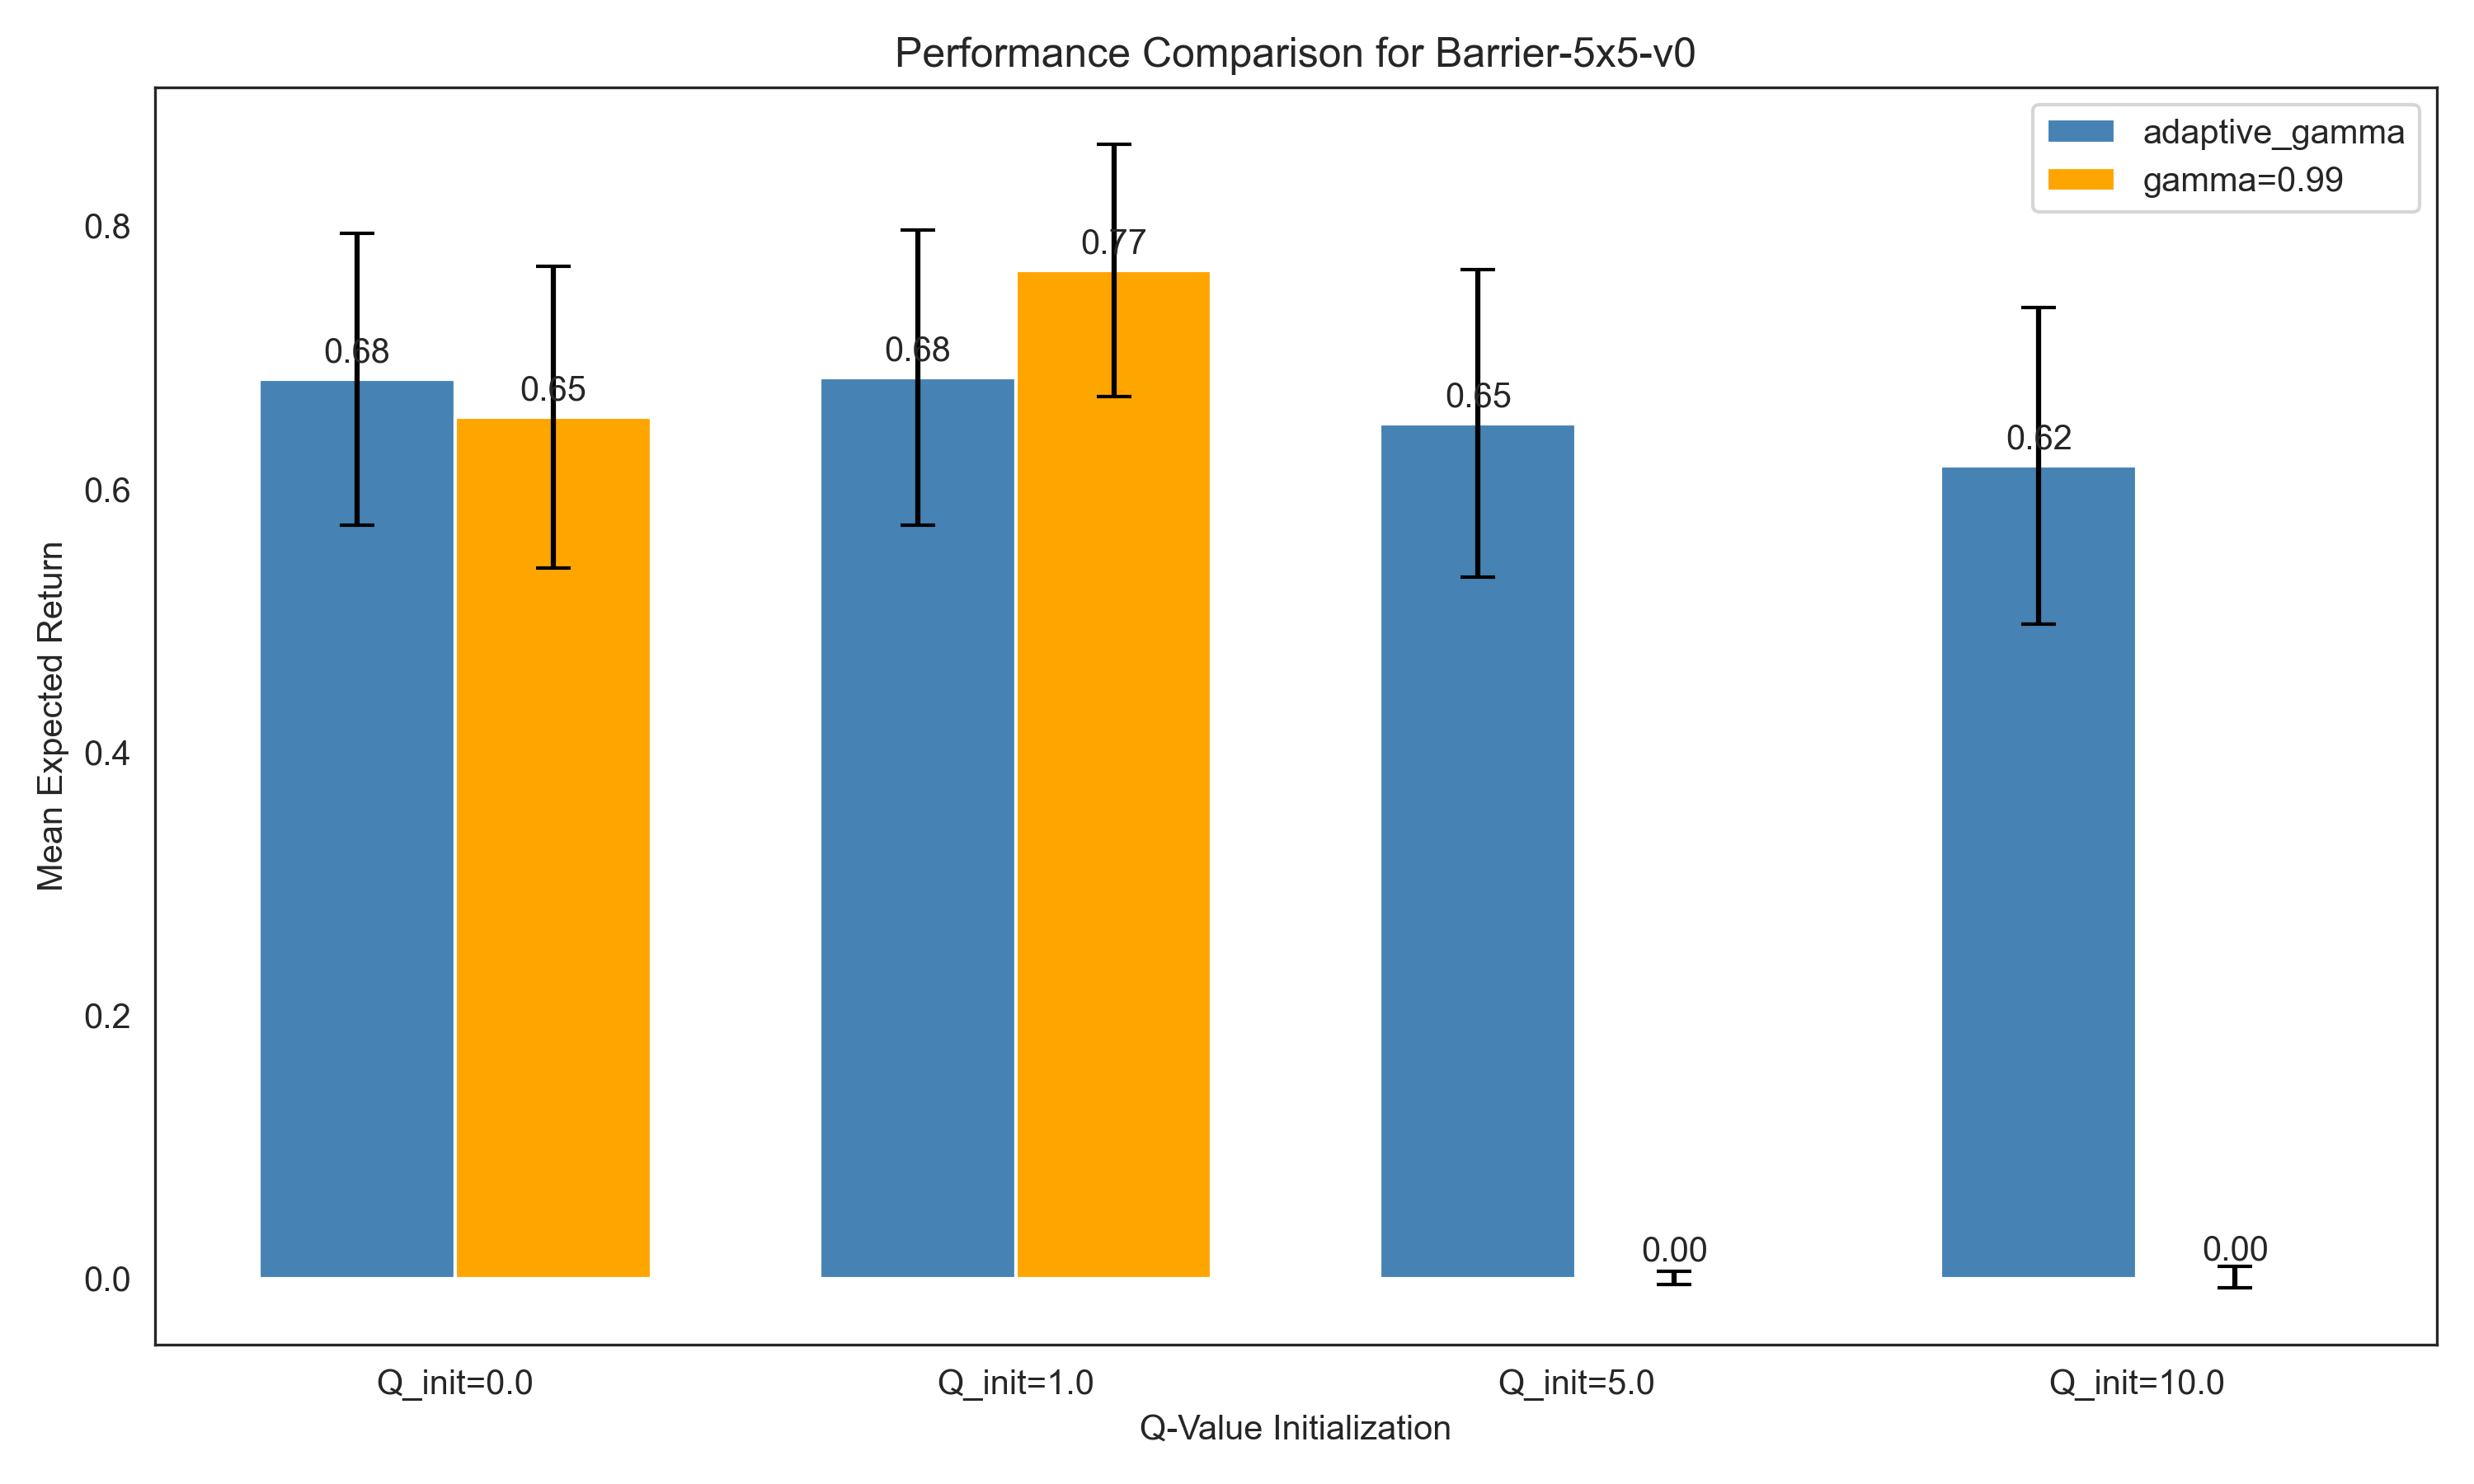 Performance Comparison for Barrier-5x5-v0
adaptive_gamma
gamma=0.99
Mean Expected Return
0.8
0.6
0.4
0.2
0.0
0.68
0.65
0.68
0.77
0.65
0.00
0.62
0.00
Q_init=0.0
Q_init=1.0
Q_init=5.0
Q_init=10.0
Q-Value Initialization